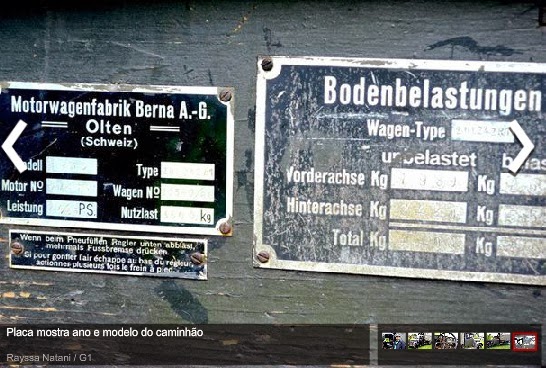 Motorwagenfabrik Berna A.-G.
Olten
(Schweiz)
dell
Type
Motor No
Wagen No
Leistung
PS.
Nutzlast
kg
Wenn beim Pneufüllen Regler unten abbläst,
mehrmals Fussbremse drücken
Si pour gonfler l'air échappe au bas du régleur,
actionner plusieurs fois le frein à pied.
Bodenbelastungen
Wagen-Type
unbelastet
Vorderachse Kg
Kg
Hinterachse Kg
Kg
Total Kg
Kg
Placa mostra ano e modelo do caminhão
Rayssa Natani / G1